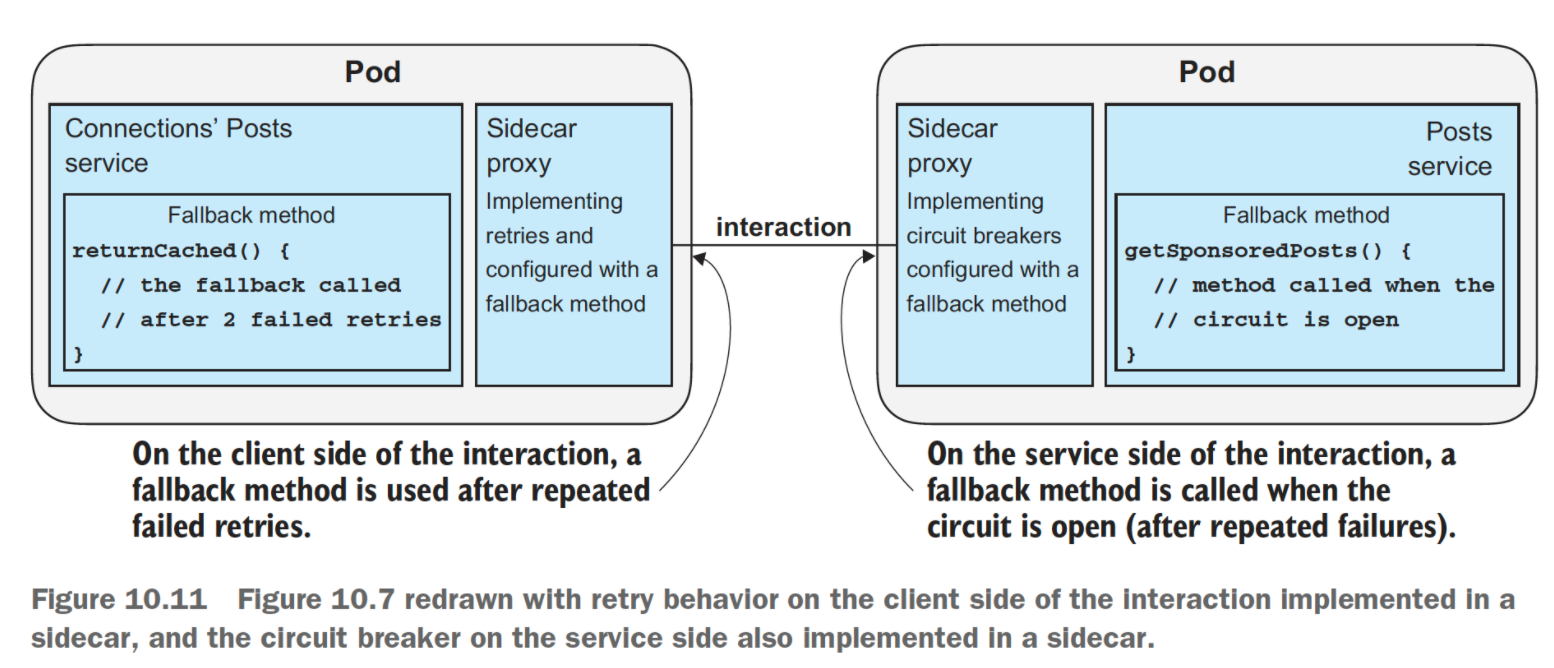 Pod
Connections’ Posts
service
Fallback method
returnCached() {
// the fallback called
// after 2 failed retries
}
Sidecar
proxy
Implementing
retries and
configured with a
fallback method
interaction
Pod
Sidecar
proxy
Implementing
circuit breakers
configured with a
fallback method
Posts
service
Fallback method
getSponsoredPosts() {
// method called when the
// circuit is open
}
On the client side of the interaction, a
fallback method is used after repeated
failed retries.
On the service side of the interaction, a
fallback method is called when the
circuit is open (after repeated failures).
Figure 10.11 Figure 10.7 redrawn with retry behavior on the client side of the interaction implemented in a
sidecar, and the circuit breaker on the service side also implemented in a sidecar.